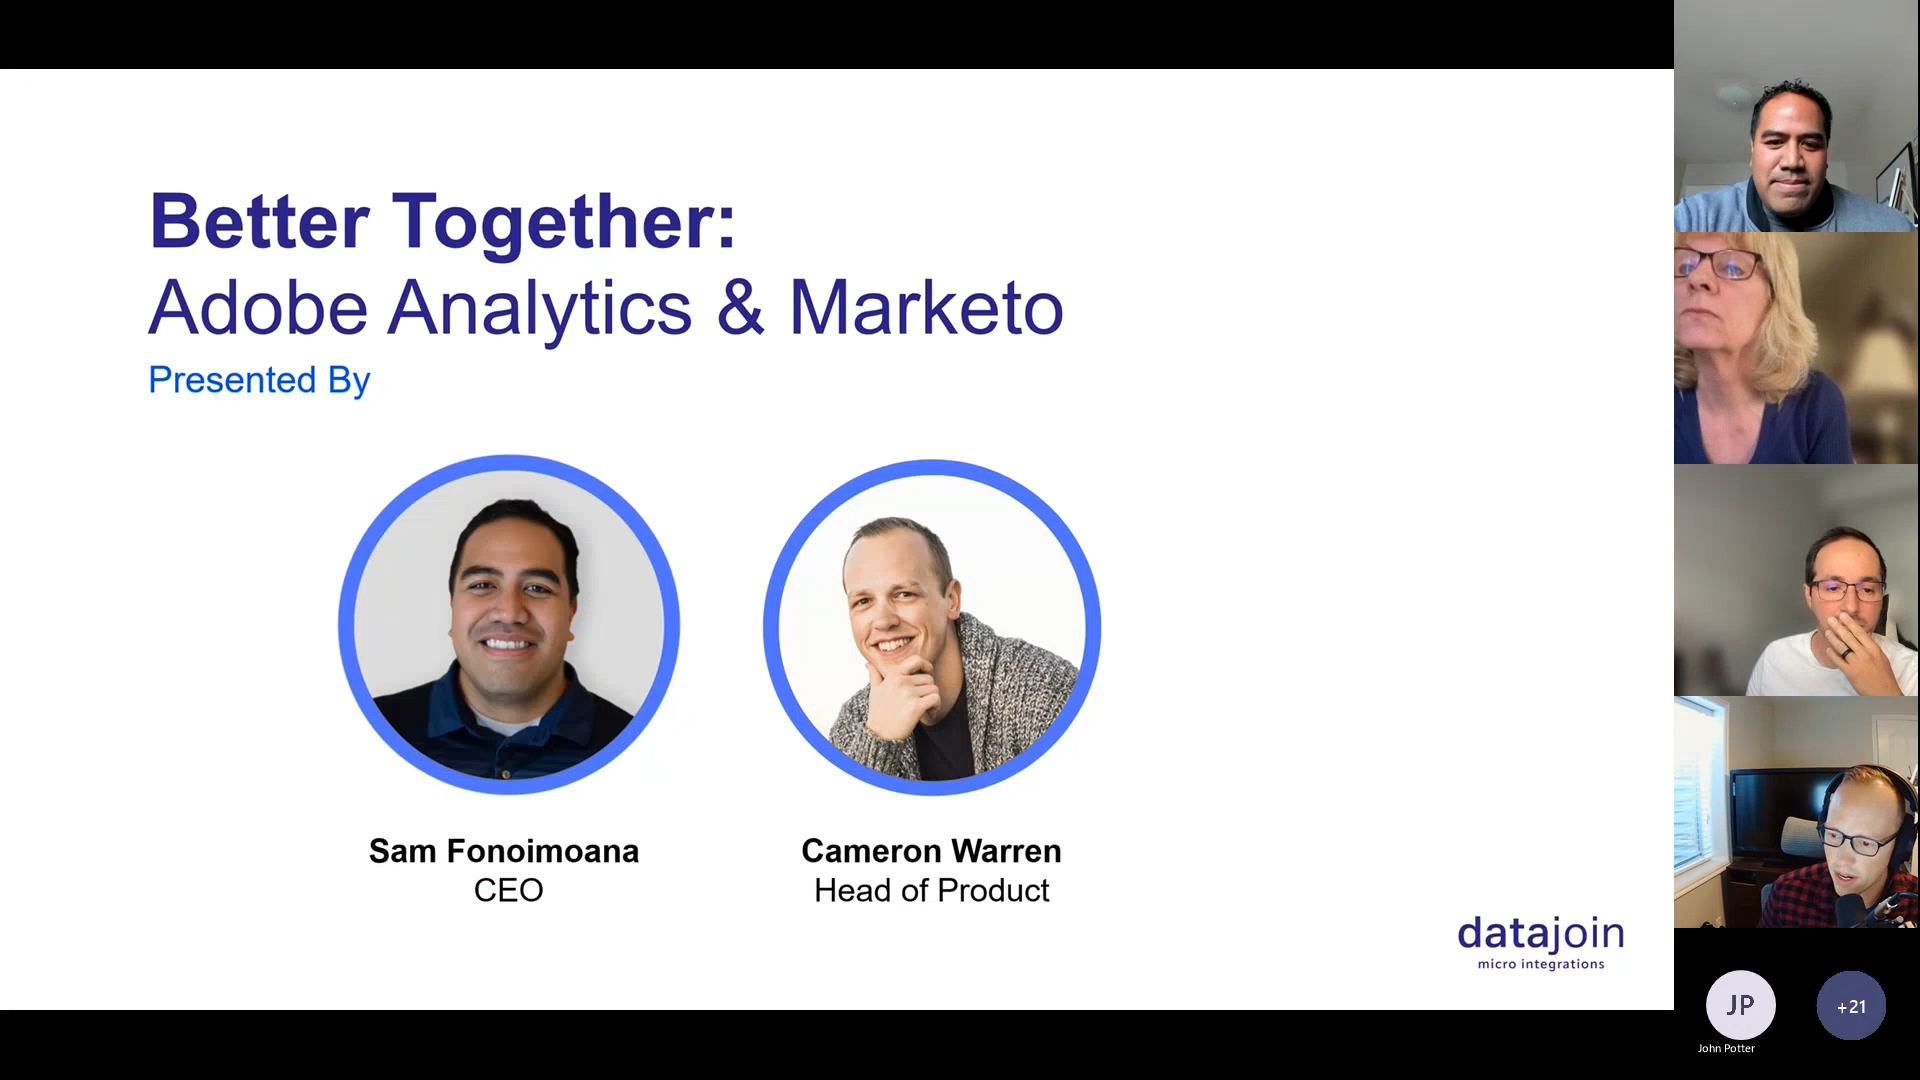 Better Together:
Adobe Analytics & Marketo
Presented By
Sam Fonoimoana
CEO
Cameron Warren
Head of Product
datajoin
micro integrations
JP
John Potter
+21